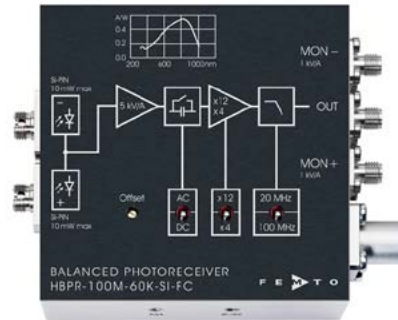 A/W
0.4
0.2
0.0
200
600
1000nm
MON -
1 kV/A
SI-PIN
10 mW max
-
5 kV/A
x12
x4
OUT
+
SI-PIN
10 mW max
MON+
1 kV/A
Offset
AC
DC
x12
x4
20 MHz
100 MHz
BALANCED PHOTORECEIVER
HBPR-100M-60K-SI-FC
FEMTO